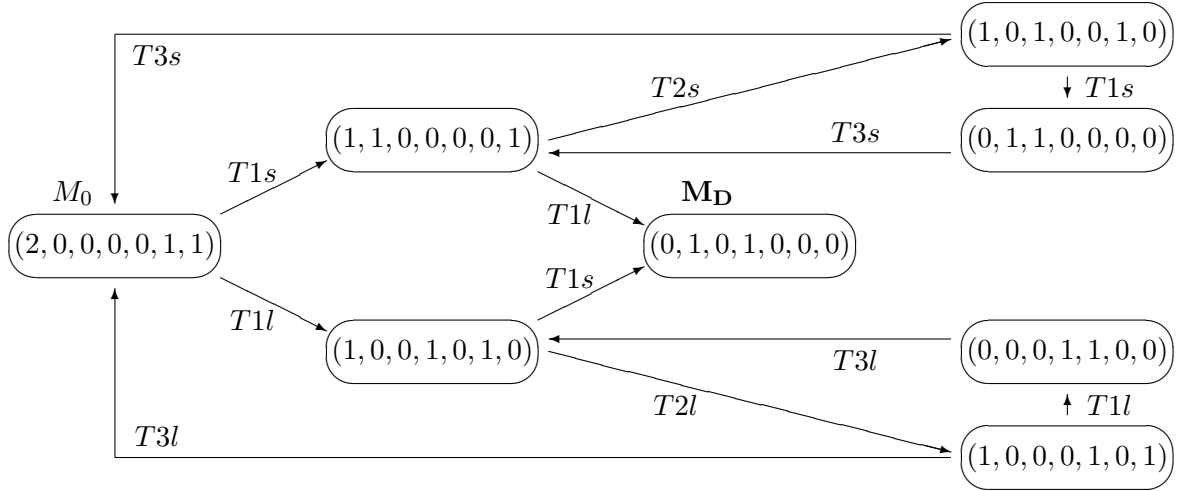 (1, 0, 1, 0, 0, 1, 0)
T3s
T2s
T1s
(1, 1, 0, 0, 0, 0, 1)
T3s
(0, 1, 1, 0, 0, 0, 0)
T1s
M₀
T1l
M_D
(2, 0, 0, 0, 0, 1, 1)
(0, 1, 0, 1, 0, 0, 0)
T1s
T1l
(1, 0, 0, 1, 0, 1, 0)
(0, 0, 0, 1, 1, 0, 0)
T3l
T2l
T1l
T3l
(1, 0, 0, 0, 1, 0, 1)